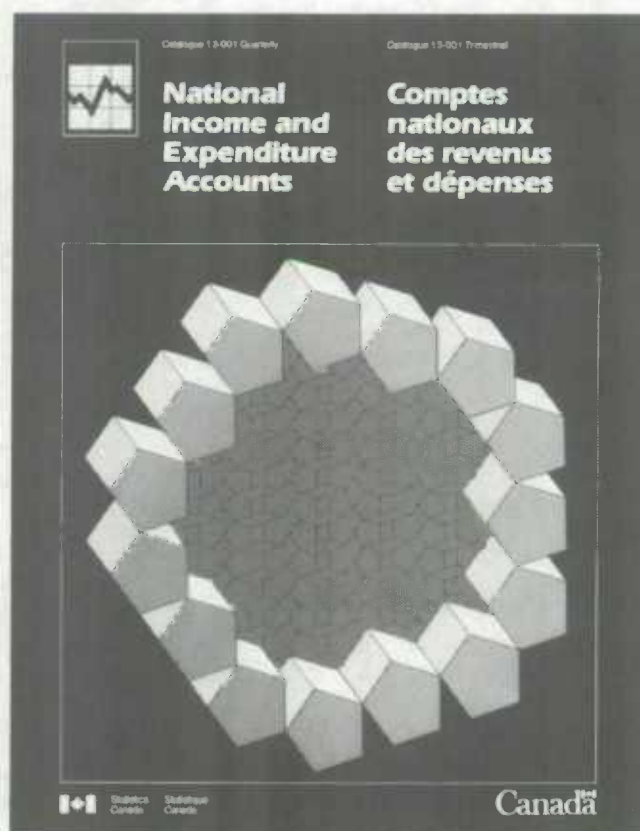 Catalogue 13-001 Quarterly
Catalogue 13-001 Trimestriel
National
Income and
Expenditure
Accounts
Comptes
nationaux
des revenus
et dépenses
Statistics
Canada
Statistique
Canada
Canada